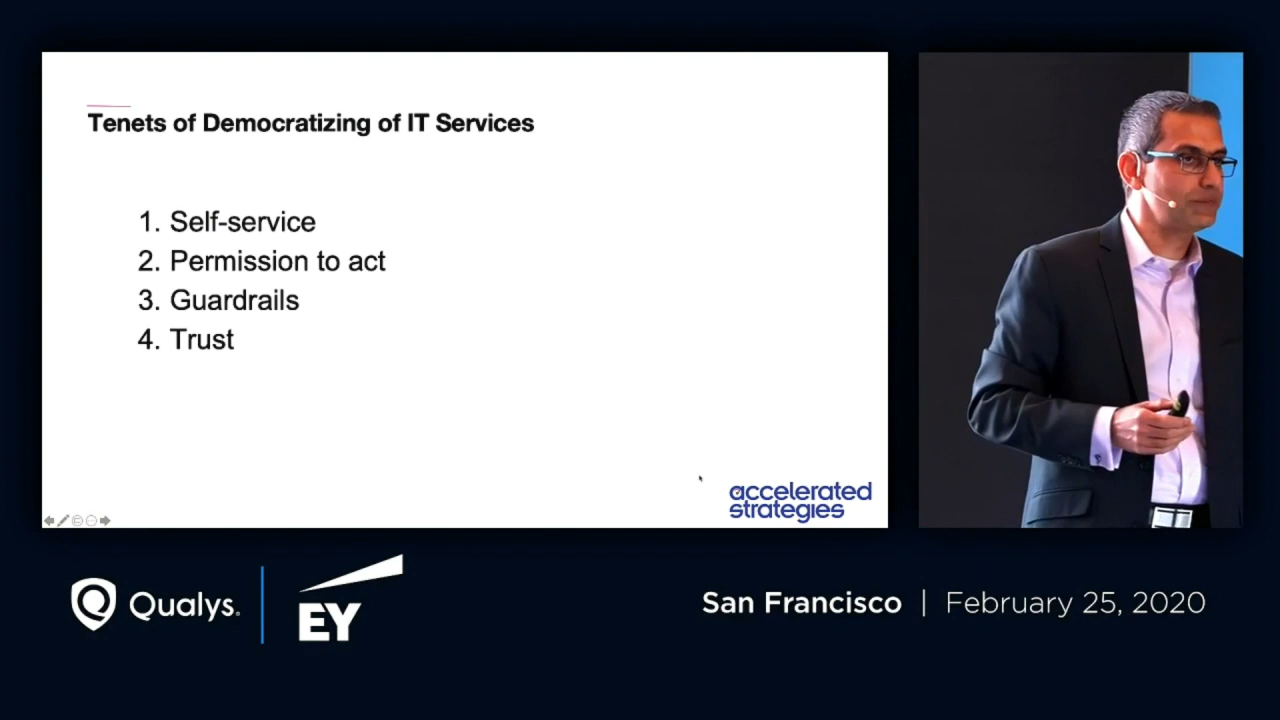 Tenets of Democratizing of IT Services
1. Self-service
2. Permission to act
3. Guardrails
4. Trust
accelerated
strategies
Qualys.
EY
San Francisco | February 25, 2020